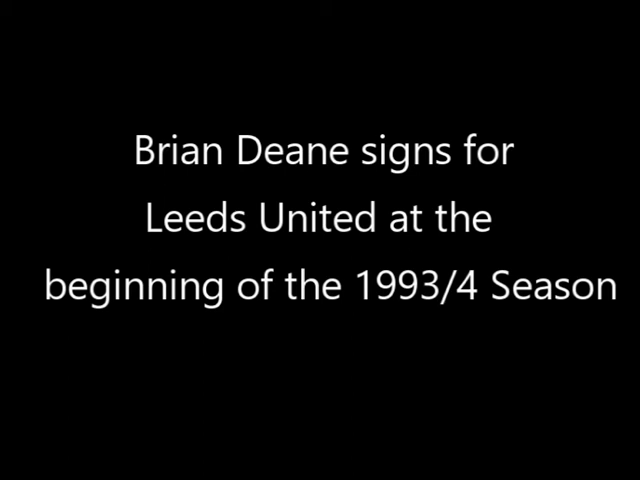 Brian Deane signs for
Leeds United at the
beginning of the 1993/4 Season